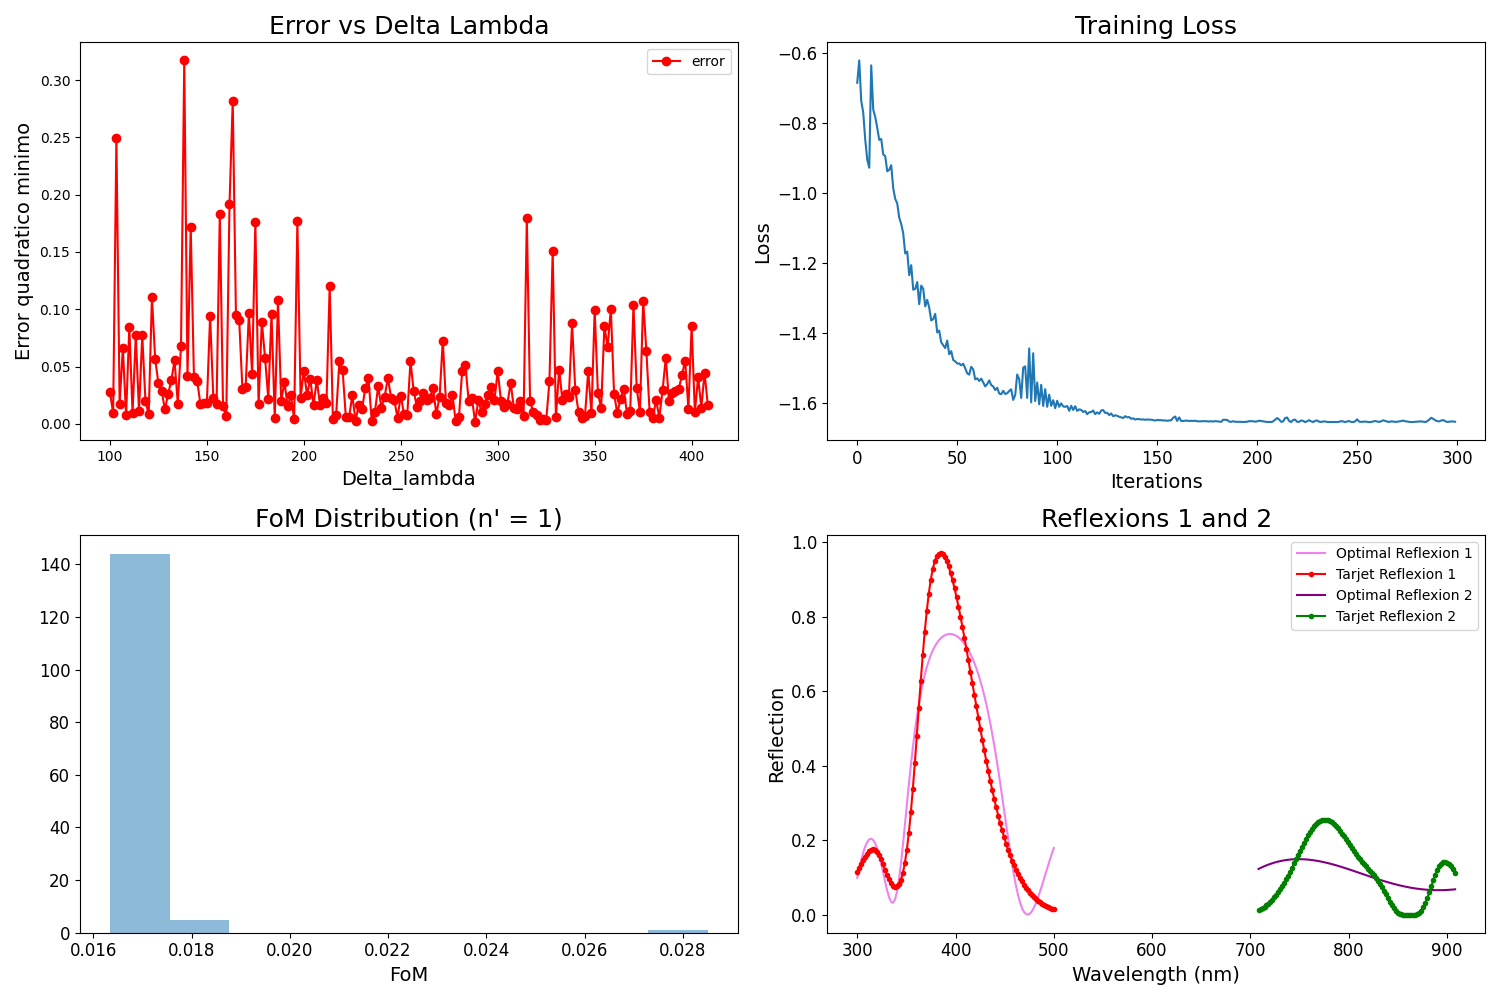 Error vs Delta Lambda
error
Error quadratico minimo
0.30
0.25
0.20
0.15
0.10
0.05
0.00
100 150 200 250 300 350 400
Delta_lambda
Training Loss
Loss
−0.6
−0.8
−1.0
−1.2
−1.4
−1.6
0 50 100 150 200 250 300
Iterations
FoM Distribution (n' = 1)
140
120
100
80
60
40
20
0
0.016 0.018 0.020 0.022 0.024 0.026 0.028
FoM
Reflexions 1 and 2
Optimal Reflexion 1
Tarjet Reflexion 1
Optimal Reflexion 2
Tarjet Reflexion 2
Reflection
1.0
0.8
0.6
0.4
0.2
0.0
300 400 500 600 700 800 900
Wavelength (nm)